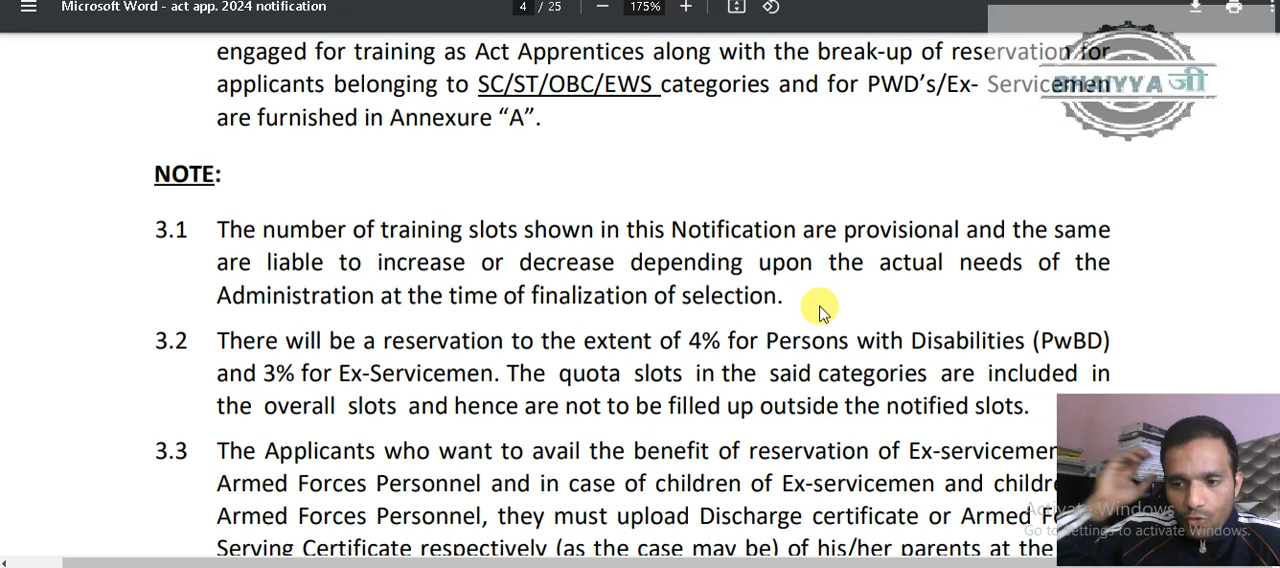 Microsoft Word - act app. 2024 notification
4 / 25
175%
engaged for training as Act Apprentices along with the break-up of reservation for
applicants belonging to SC/ST/OBC/EWS categories and for PWD’s/Ex- Servicemen
BHAIYYA जी
are furnished in Annexure “A”.
NOTE:
3.1 The number of training slots shown in this Notification are provisional and the same
are liable to increase or decrease depending upon the actual needs of the
Administration at the time of finalization of selection.
3.2 There will be a reservation to the extent of 4% for Persons with Disabilities (PwBD)
and 3% for Ex-Servicemen. The quota slots in the said categories are included in
the overall slots and hence are not to be filled up outside the notified slots.
3.3 The Applicants who want to avail the benefit of reservation of Ex-servicemen
Armed Forces Personnel and in case of children of Ex-servicemen and
Armed Forces Personnel, they must upload Discharge certificate or Armed
Serving Certificate respectively (as the case may be) of his/her parents at the
Activate Windows
Go to Settings to activate Windows.